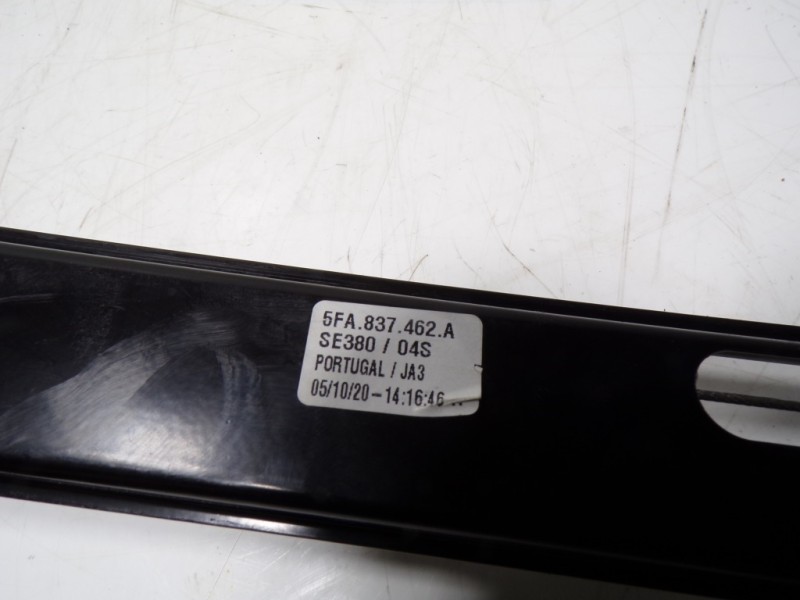 5FA.837.462.A
SE380 / 04S
PORTUGAL / JA3
05/10/20-14:16:46